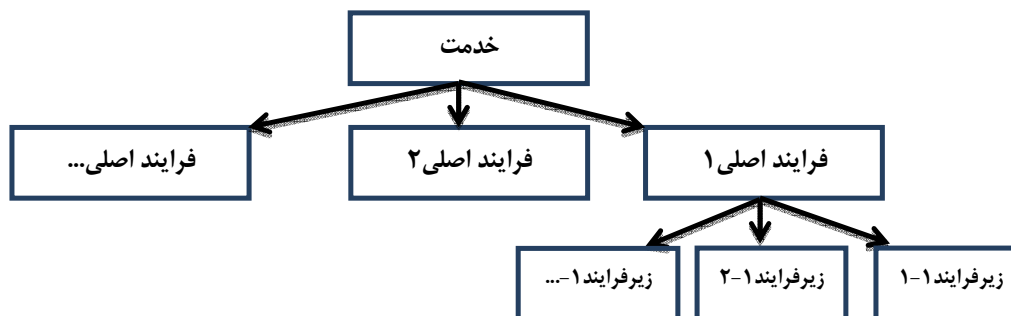 خدمت
فرایند اصلی۱
فرایند اصلی۲
فرایند اصلی...
زیرفرایند۱-۱
زیرفرایند۱-۲
زیرفرایند۱-...